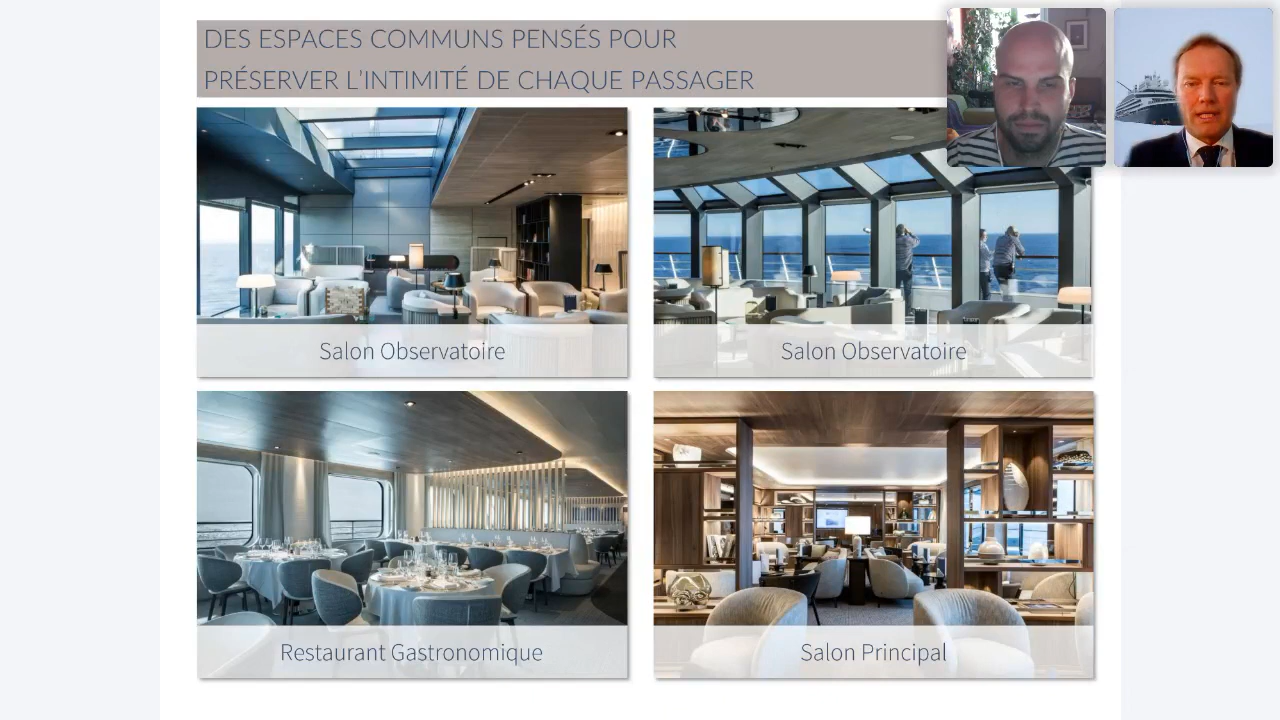 DES ESPACES COMMUNS PENSÉS POUR
PRÉSERVER L'INTIMITÉ DE CHAQUE PASSAGER
Salon Observatoire
Salon Observatoire
Restaurant Gastronomique
Salon Principal